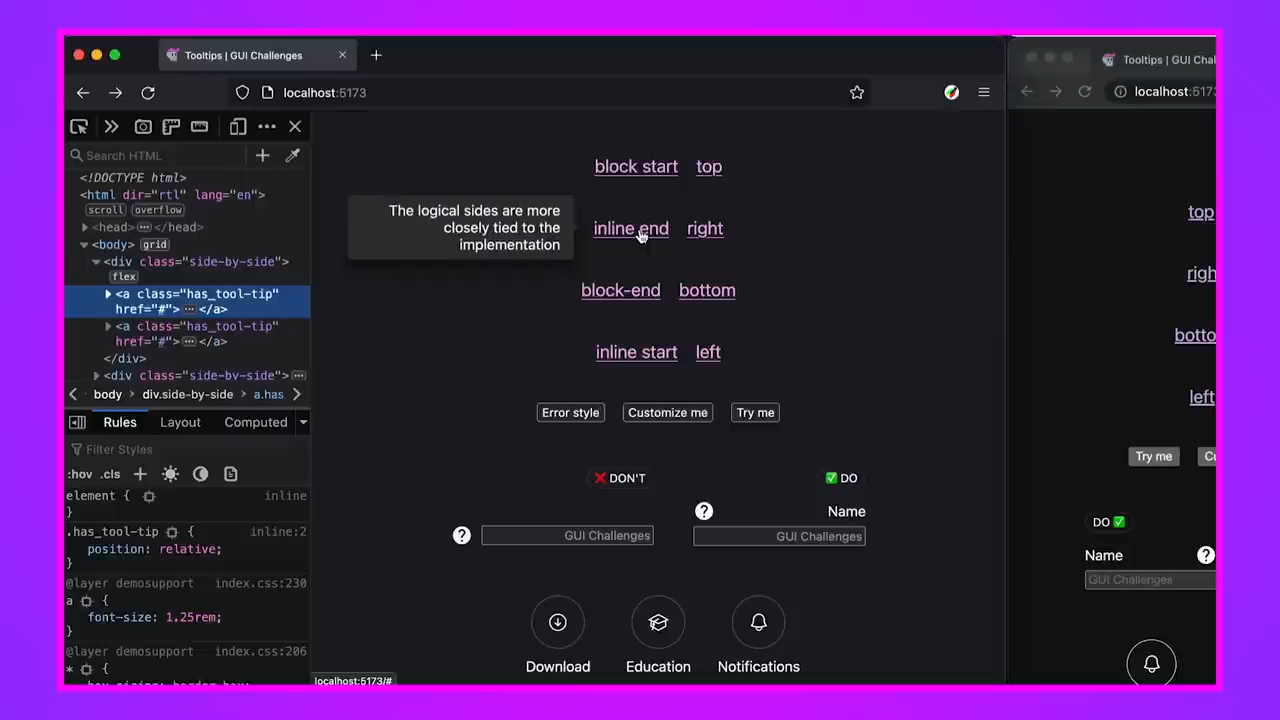 Tooltips | GUI Challenges
localhost:5173
Search HTML
<!DOCTYPE html>
<html dir="rtl" lang="en">
scroll overflow
<head> </head>
<body> grid
<div class="side-by-side">
flex
<a class="has_tool-tip"
href="#"> </a>
<a class="has_tool-tip"
href="#"> </a>
</div>
<div class="side-by-side">
body div.side-by-side a.has
Rules Layout Computed
Filter Styles
:hov .cls
element { inline
}
.has_tool-tip { inline:2
position: relative;
}
@layer demosupport index.css:230
a {
font-size: 1.25rem;
}
@layer demosupport index.css:206
* {
block start top
The logical sides are more
closely tied to the
implementation
inline end right
block-end bottom
inline start left
Error style Customize me Try me
❌ DON'T ✅ DO
Name
? GUI Challenges ? GUI Challenges
Download Education Notifications
localhost:5173/#
Tooltips | GUI Chal
localhost:5173
top
righ
botto
left
Try me Cu
DO ✅
Name ?
GUI Challenges